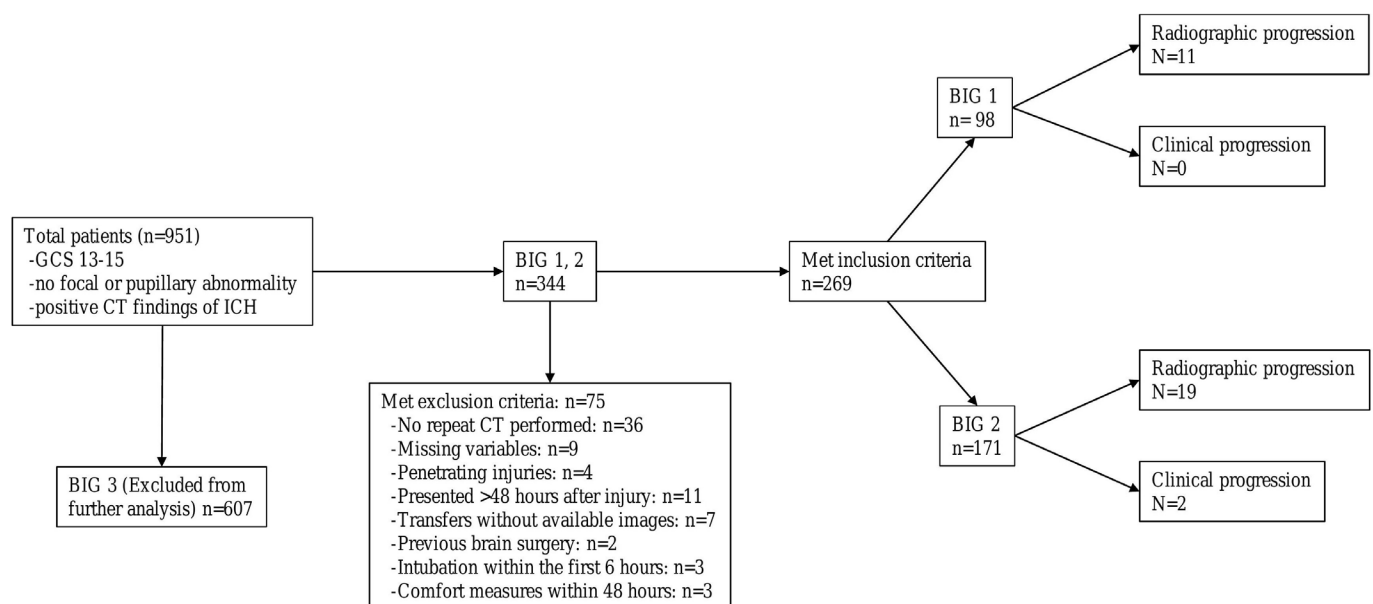 Total patients (n=951)
-GCS 13-15
-no focal or pupillary abnormality
-positive CT findings of ICH
BIG 3 (Excluded from
further analysis) n=607
BIG 1, 2
n=344
Met exclusion criteria: n=75
-No repeat CT performed: n=36
-Missing variables: n=9
-Penetrating injuries: n=4
-Presented >48 hours after injury: n=11
-Transfers without available images: n=7
-Previous brain surgery: n=2
-Intubation within the first 6 hours: n=3
-Comfort measures within 48 hours: n=3
Met inclusion criteria
n=269
BIG 1
n= 98
Radiographic progression
N=11
Clinical progression
N=0
BIG 2
n=171
Radiographic progression
N=19
Clinical progression
N=2